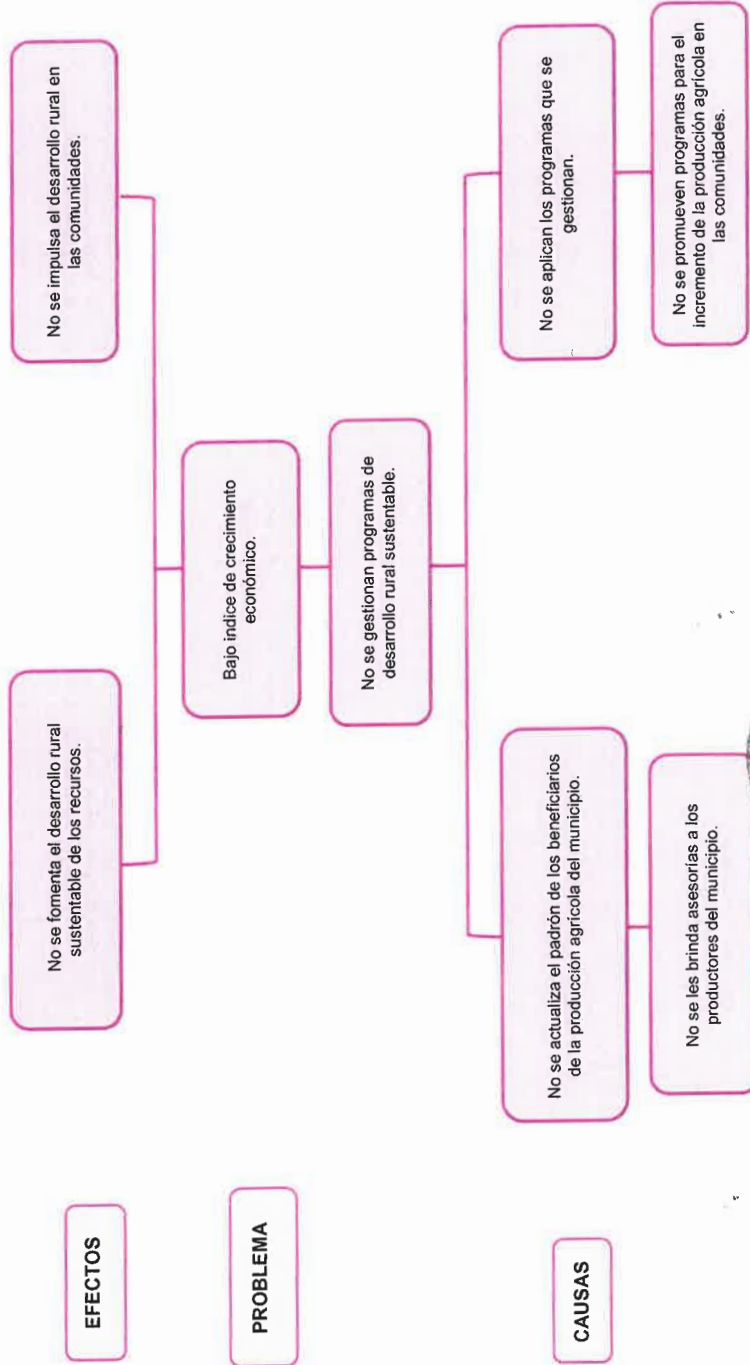 EFECTOS
No se fomenta el desarrollo rural
sustentable de los recursos.
No se impulsa el desarrollo rural en
las comunidades.
PROBLEMA
Bajo indice de crecimiento
económico.
No se gestionan programas de
desarrollo rural sustentable.
CAUSAS
No se actualiza el padrón de los beneficiarios
de la producción agrícola del municipio.
No se aplican los programas que se
gestionan.
No se les brinda asesorías a los
productores del municipio.
No se promueven programas para el
incremento de la producción agrícola en
las comunidades.